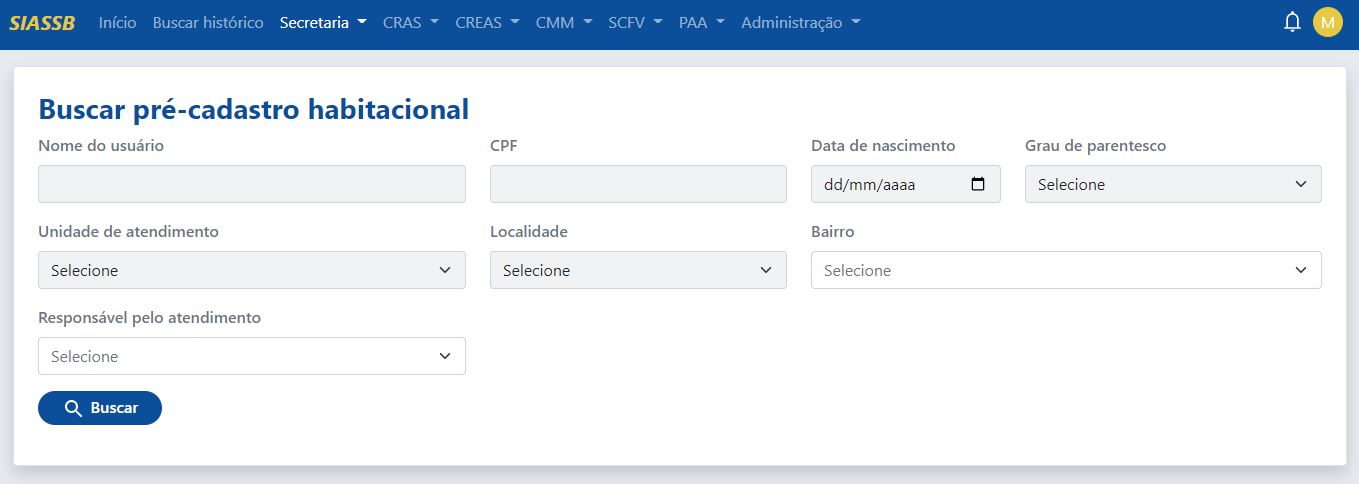 SIASSB Início Buscar histórico Secretaria CRAS CREAS CMM SCFV PAA Administração M
Buscar pré-cadastro habitacional
Nome do usuário CPF Data de nascimento Grau de parentesco
dd/mm/aaaa Selecione
Unidade de atendimento Localidade Bairro
Selecione Selecione Selecione
Responsável pelo atendimento
Selecione
Buscar